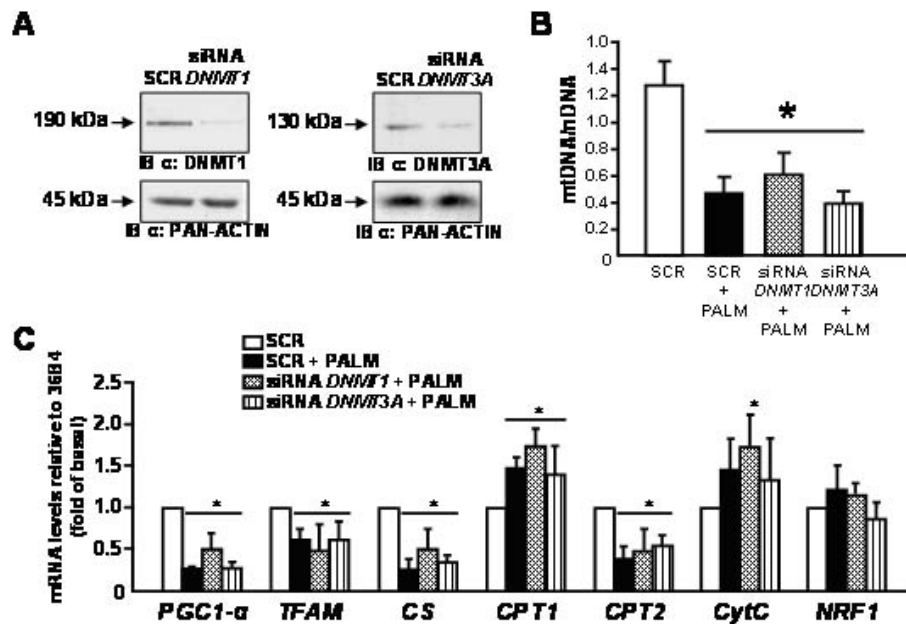 A
siRNA
SCR DNMT1
190 kDa
IB α: DNMT1
45 kDa
IB α: PAN-ACTIN
siRNA
SCR DNMT3A
130 kDa
IB α: DNMT3A
45 kDa
IB α: PAN-ACTIN
B
mtDNA/nDNA
1.0
1.4
1.2
0.8
0.6
0.4
0.2
0
*
SCR
SCR + PALM
siRNA DNMT1 + PALM
siRNA DNMT3A + PALM
C
SCR
SCR + PALM
siRNA DNMT1 + PALM
siRNA DNMT3A + PALM
mRNA levels relative to 36B4
(fold of basal)
2.5
2.0
1.5
1.0
0.5
0
* * * * * *
PGC1-α TFAM CS CPT1 CPT2 CytC NRF1